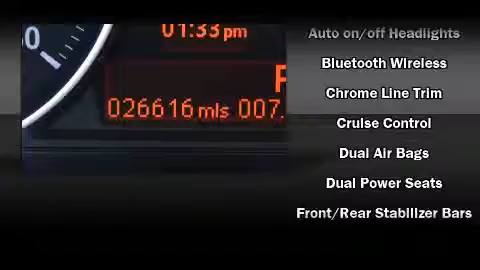 01:33 pm
026616 mls 007.
Auto on/off Headlights
Bluetooth Wireless
Chrome Line Trim
Cruise Control
Dual Air Bags
Dual Power Seats
Front/Rear Stabilizer Bars